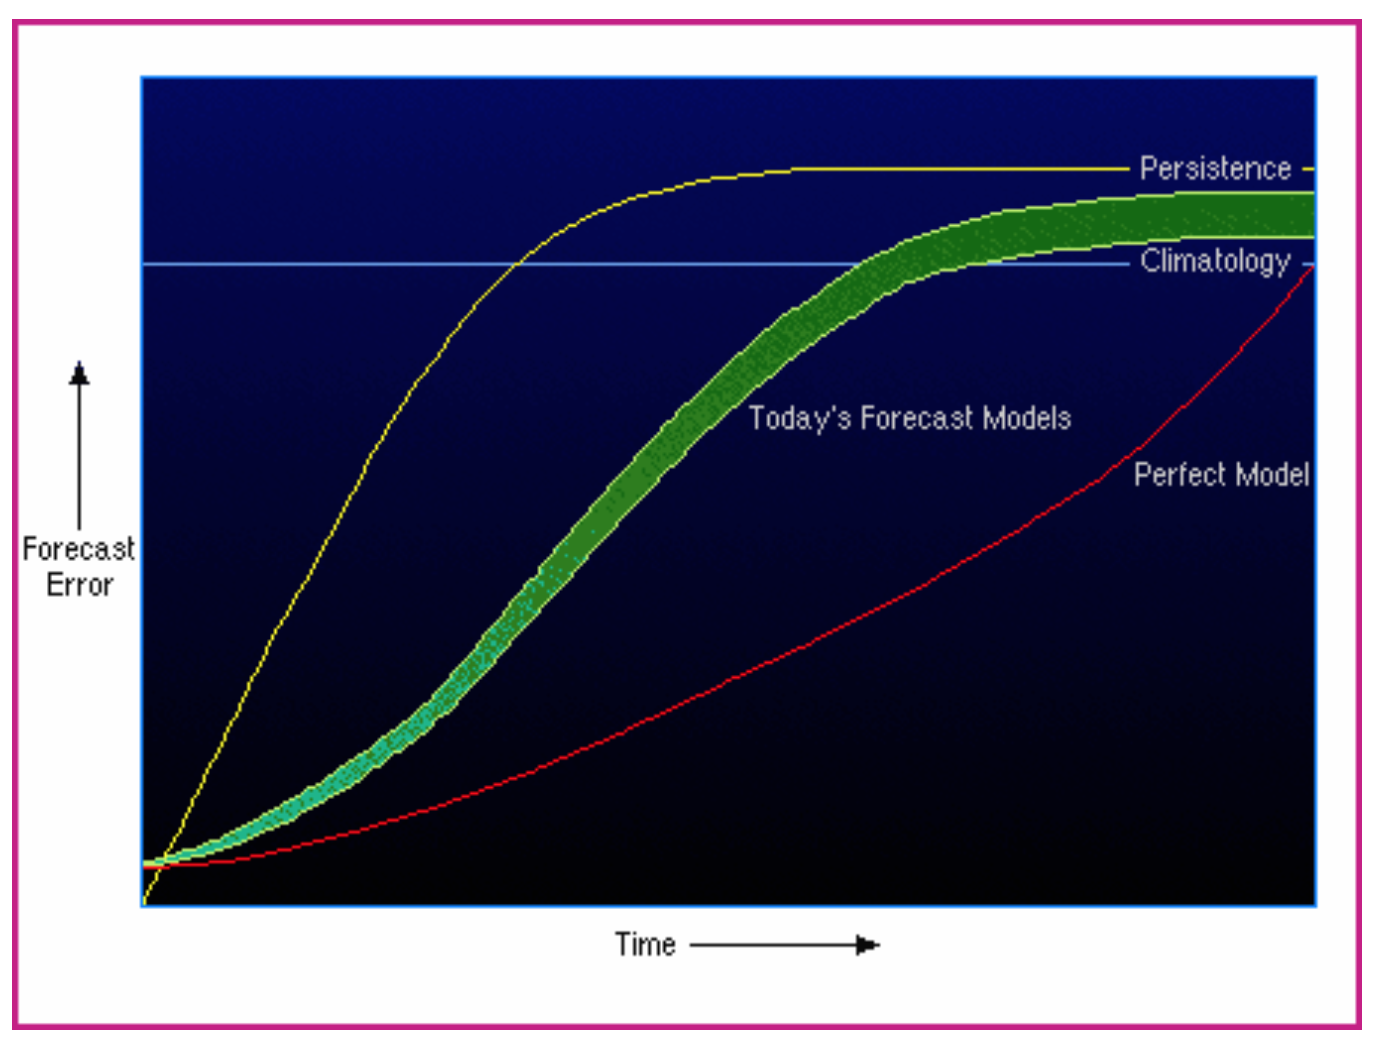 Persistence
Climatology
Today's Forecast Models
Perfect Model
Forecast
Error
Time